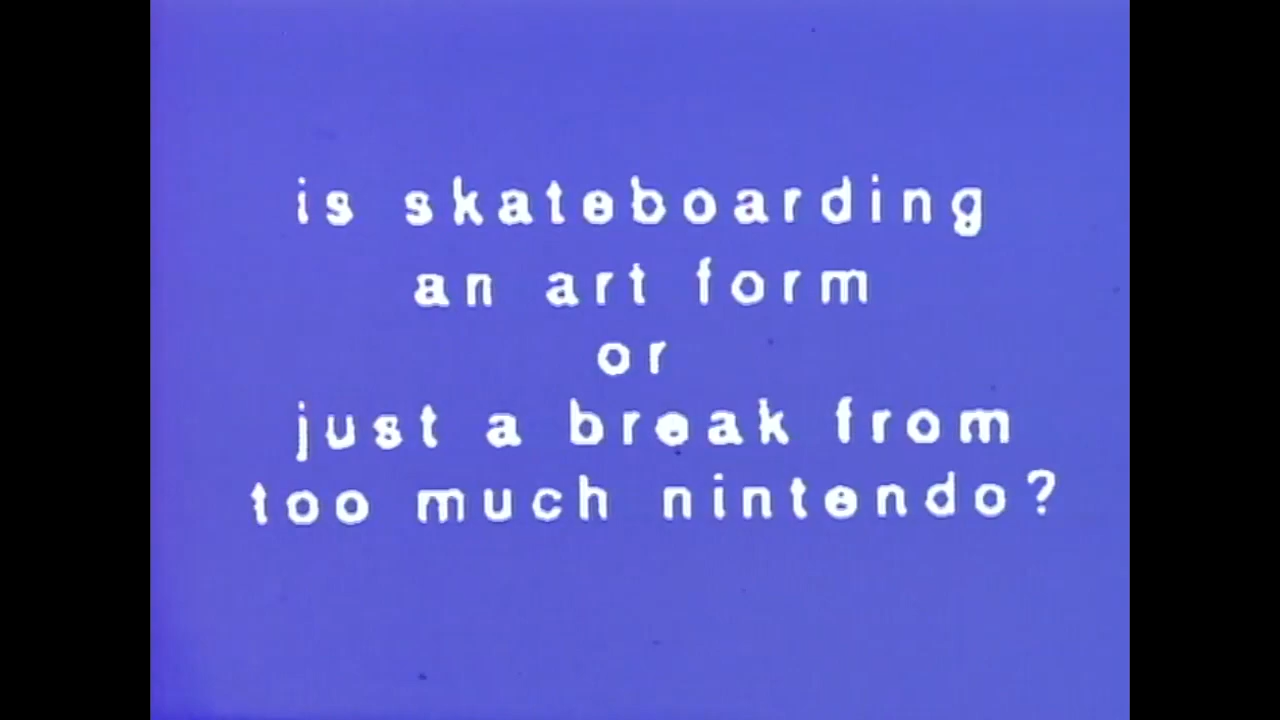 is skateboarding
an art form
or
just a break from
too much nintendo?